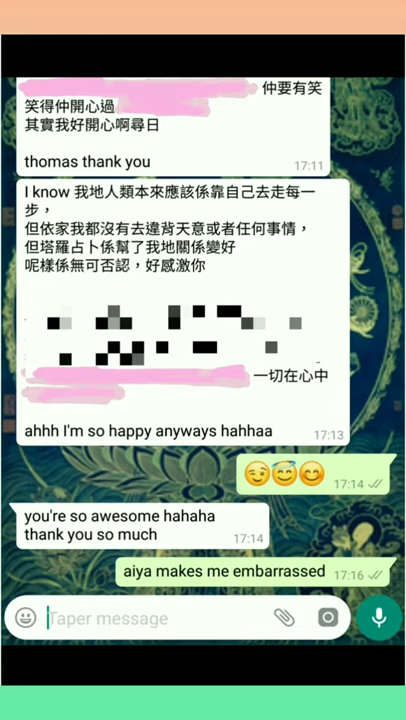 仲要有笑
笑得仲開心過
其實我好開心啊尋日
thomas thank you
17:11
I know 我地人類本來應該係靠自己去走每一
步，
但依家我都沒有去違背天意或者任何事情，
但塔羅占卜係幫了我地關係變好
呢樣係無可否認，好感激你
一切在心中
ahhh I'm so happy anyways hahhaa
17:13
😉😇😊
17:14
you're so awesome hahaha
thank you so much
17:14
aiya makes me embarrassed
17:16
Taper message